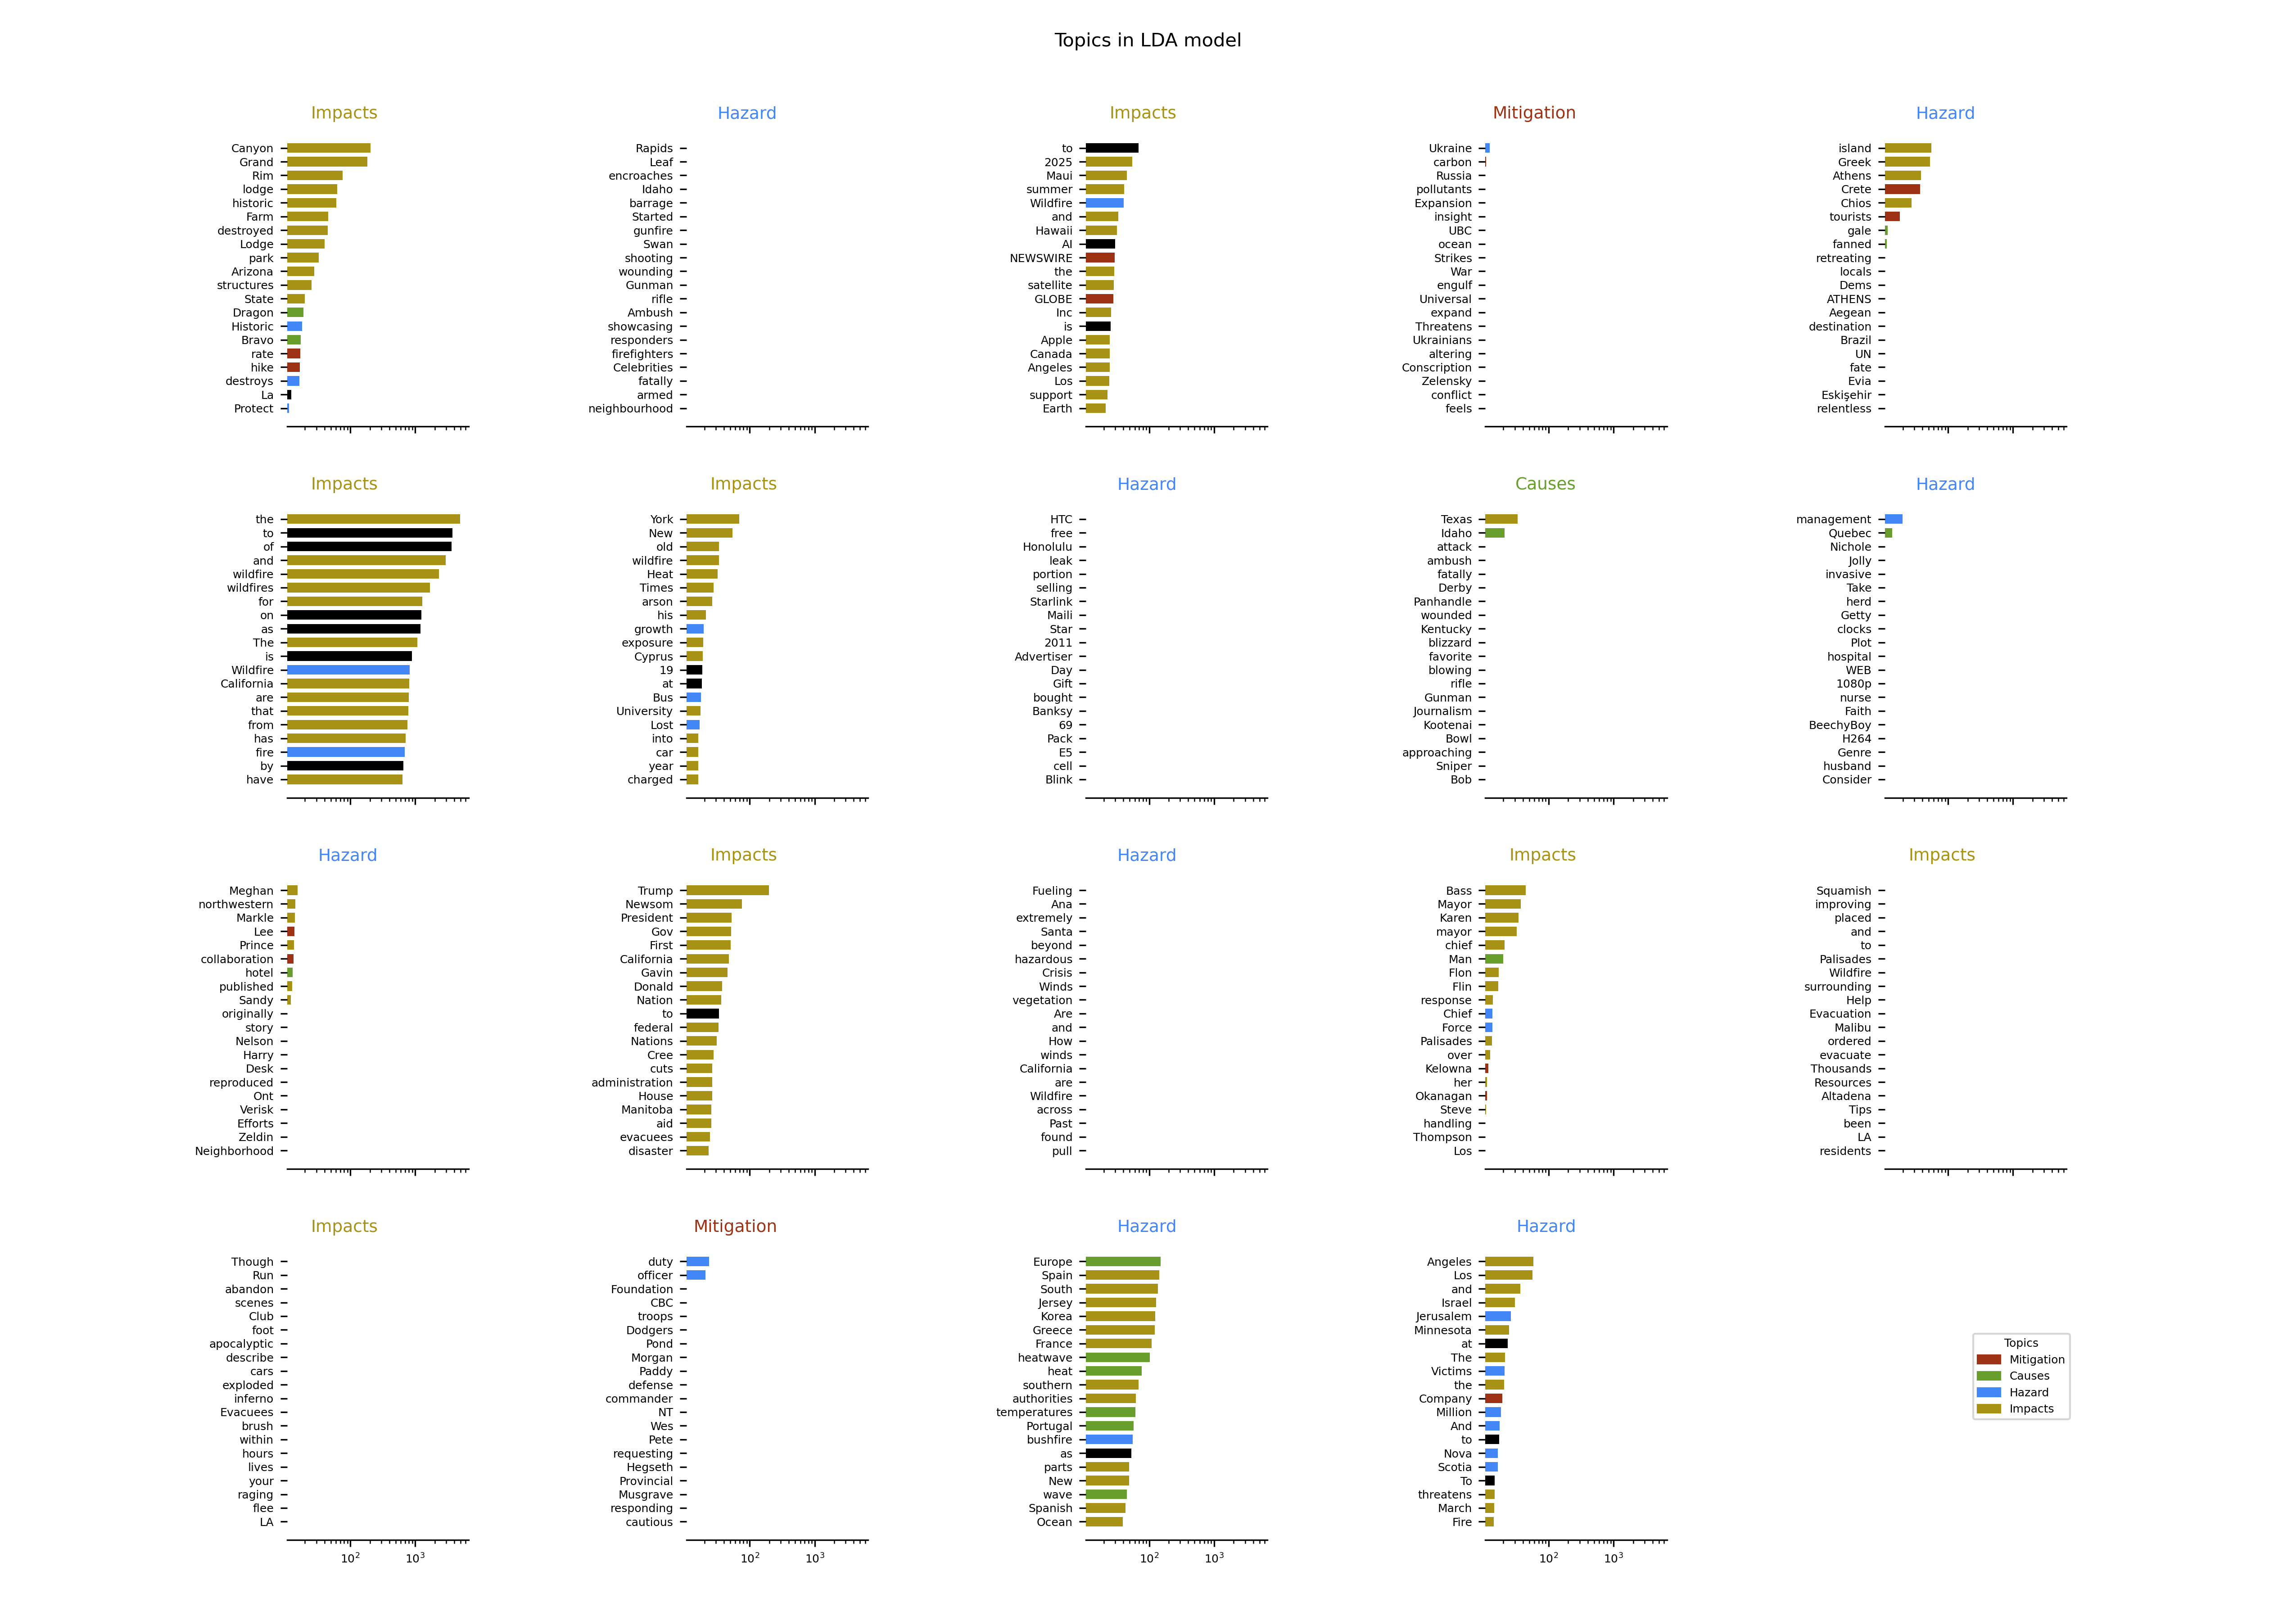 Topics in LDA model
Impacts
Canyon
Grand
Rim
lodge
historic
Farm
destroyed
Lodge
park
Arizona
structures
State
Dragon
Historic
Bravo
rate
hike
destroys
La
Protect
Hazard
Rapids
Leaf
encroaches
Idaho
barrage
Started
gunfire
Swan
shooting
wounding
Gunman
rifle
Ambush
showcasing
responders
firefighters
Celebrities
fatally
armed
neighbourhood
Impacts
to
2025
Maui
summer
Wildfire
and
Hawaii
AI
NEWSWIRE
the
satellite
GLOBE
Inc
is
Apple
Canada
Angeles
Los
support
Earth
Mitigation
Ukraine
carbon
Russia
pollutants
Expansion
insight
UBC
ocean
Strikes
War
engulf
Universal
expand
Threatens
Ukrainians
altering
Conscription
Zelensky
conflict
feels
Hazard
island
Greek
Athens
Crete
Chios
tourists
gale
fanned
retreating
locals
Dems
ATHENS
Aegean
destination
Brazil
UN
fate
Evia
Eskişehir
relentless
Impacts
the
to
of
and
wildfire
wildfires
for
on
as
The
is
Wildfire
California
are
that
from
has
fire
by
have
Impacts
York
New
old
wildfire
Heat
Times
arson
his
growth
exposure
Cyprus
19
at
Bus
University
Lost
into
car
year
charged
Hazard
HTC
free
Honolulu
leak
portion
selling
Starlink
Maili
Star
2011
Advertiser
Day
Gift
bought
Banksy
69
Pack
E5
cell
Blink
Causes
Texas
Idaho
attack
ambush
fatally
Derby
Panhandle
wounded
Kentucky
blizzard
favorite
blowing
rifle
Gunman
Journalism
Kootenai
Bowl
approaching
Sniper
Bob
Hazard
management
Quebec
Nichole
Jolly
invasive
Take
herd
Getty
clocks
Plot
hospital
WEB
1080p
nurse
Faith
BeechyBoy
H264
Genre
husband
Consider
Hazard
Meghan
northwestern
Markle
Lee
Prince
collaboration
hotel
published
Sandy
originally
story
Nelson
Harry
Desk
reproduced
Ont
Verisk
Efforts
Zeldin
Neighborhood
Impacts
Trump
Newsom
President
Gov
First
California
Gavin
Donald
Nation
to
federal
Nations
Cree
cuts
administration
House
Manitoba
aid
evacuees
disaster
Hazard
Fueling
Ana
extremely
Santa
beyond
hazardous
Crisis
Winds
vegetation
Are
and
How
winds
California
are
Wildfire
across
Past
found
pull
Impacts
Bass
Mayor
Karen
mayor
chief
Man
Flon
Flin
response
Chief
Force
Palisades
over
Kelowna
her
Okanagan
Steve
handling
Thompson
Los
Impacts
Squamish
improving
placed
and
to
Palisades
Wildfire
surrounding
Help
Evacuation
Malibu
ordered
evacuate
Thousands
Resources
Altadena
Tips
been
LA
residents
Impacts
Though
Run
abandon
scenes
Club
foot
apocalyptic
describe
cars
exploded
inferno
Evacuees
brush
within
hours
lives
your
raging
flee
LA
10² 10³
Mitigation
duty
officer
Foundation
CBC
troops
Dodgers
Pond
Morgan
Paddy
defense
commander
NT
Wes
Pete
requesting
Hegseth
Provincial
Musgrave
responding
cautious
10² 10³
Hazard
Europe
Spain
South
Jersey
Korea
Greece
France
heatwave
heat
southern
authorities
temperatures
Portugal
bushfire
as
parts
New
wave
Spanish
Ocean
10² 10³
Hazard
Angeles
Los
and
Israel
Jerusalem
Minnesota
at
The
Victims
the
Company
Million
And
to
Nova
Scotia
To
threatens
March
Fire
10² 10³
Topics
Mitigation
Causes
Hazard
Impacts